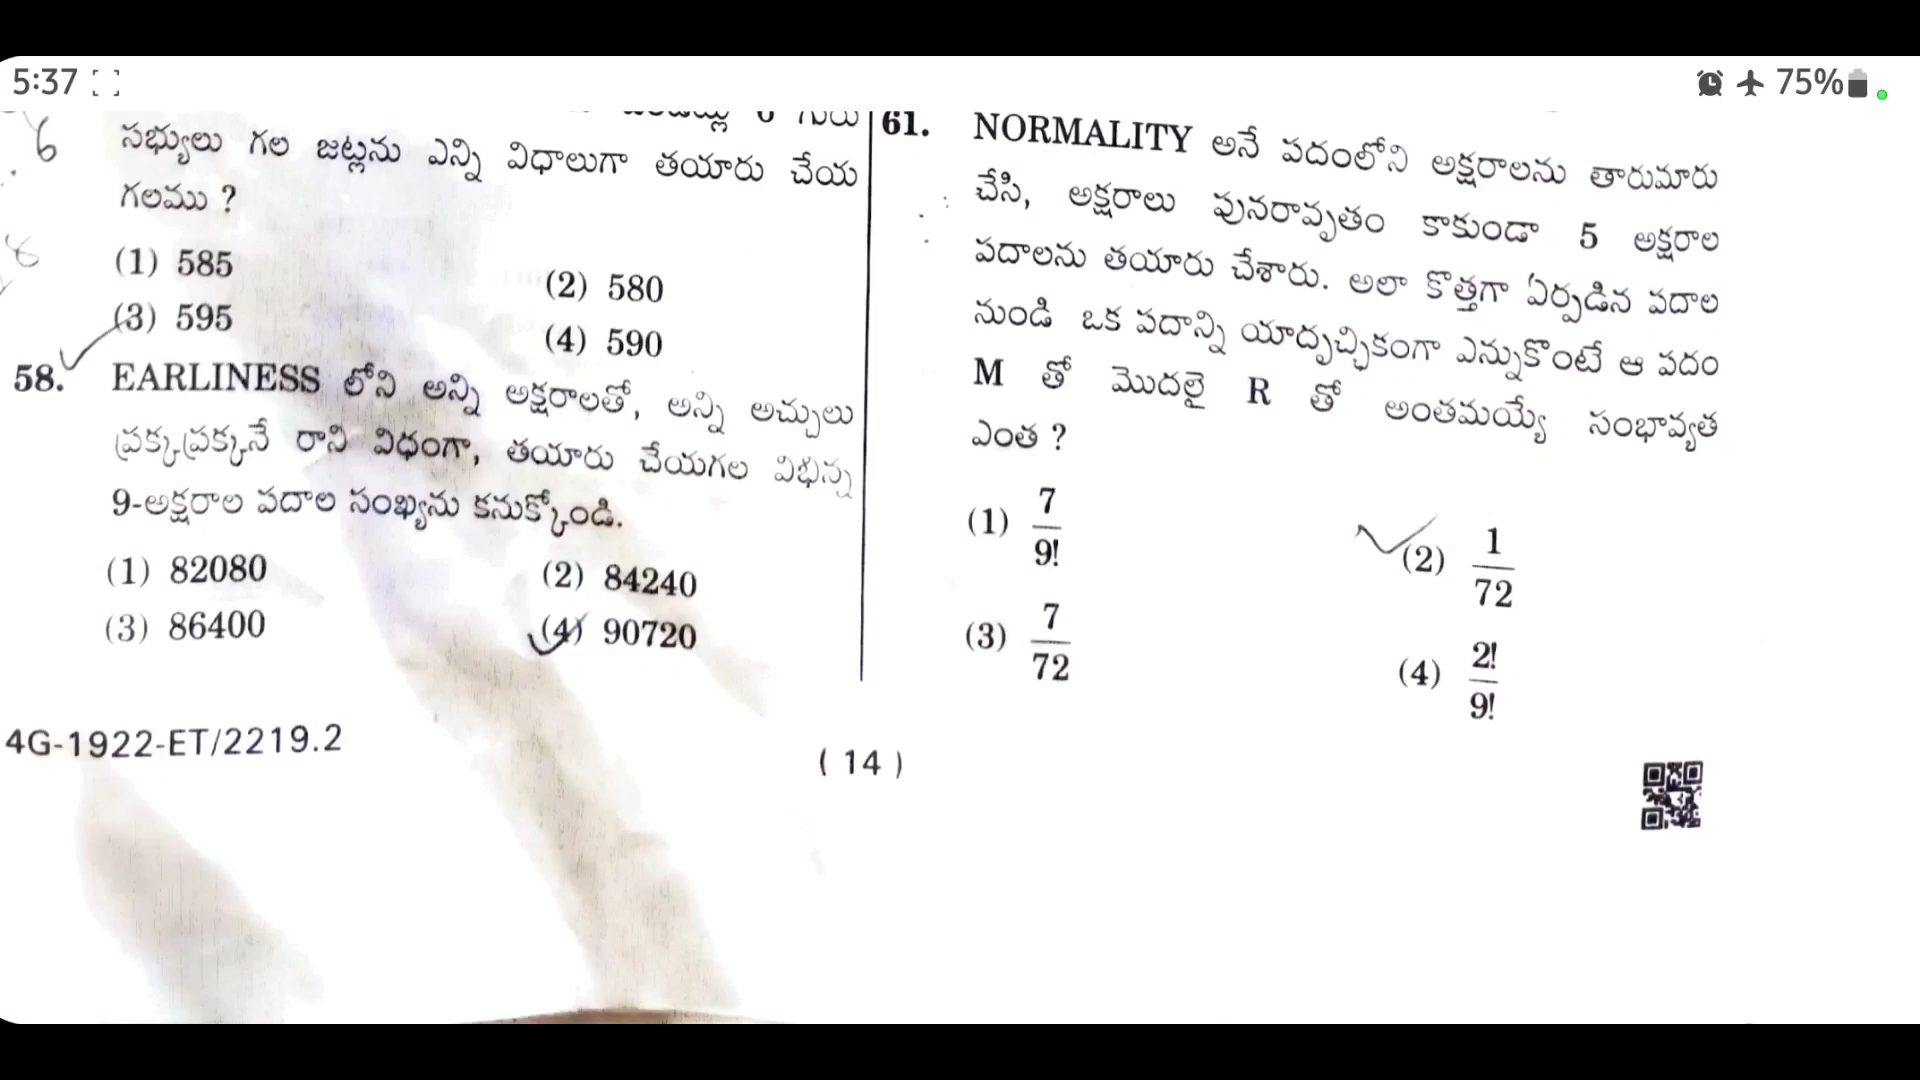 5:37 75%
6 గురు
సభ్యులు గల జట్లను ఎన్ని విధాలుగా తయారు చేయ
గలము ?
(1) 585 (2) 580
(3) 595 (4) 590
58. EARLINESS లోని అన్ని అక్షరాలతో, అన్ని అచ్చులు
ప్రక్కప్రక్కనే రాని విధంగా, తయారు చేయగల విభిన్న
9-అక్షరాల పదాల సంఖ్యను కనుక్కోండి.
(1) 82080 (2) 84240
(3) 86400 (4) 90720
4G-1922-ET/2219.2
61. NORMALITY అనే పదంలోని అక్షరాలను తారుమారు
చేసి, అక్షరాలు పునరావృతం కాకుండా 5 అక్షరాల
పదాలను తయారు చేశారు. అలా కొత్తగా ఏర్పడిన పదాల
నుండి ఒక పదాన్ని యాదృచ్ఛికంగా ఎన్నుకొంటే ఆ పదం
M తో మొదలై R తో అంతమయ్యే సంభావ్యత
ఎంత ?
(1) 7/9! (2) 1/72
(3) 7/72 (4) 2!/9!
( 14 )